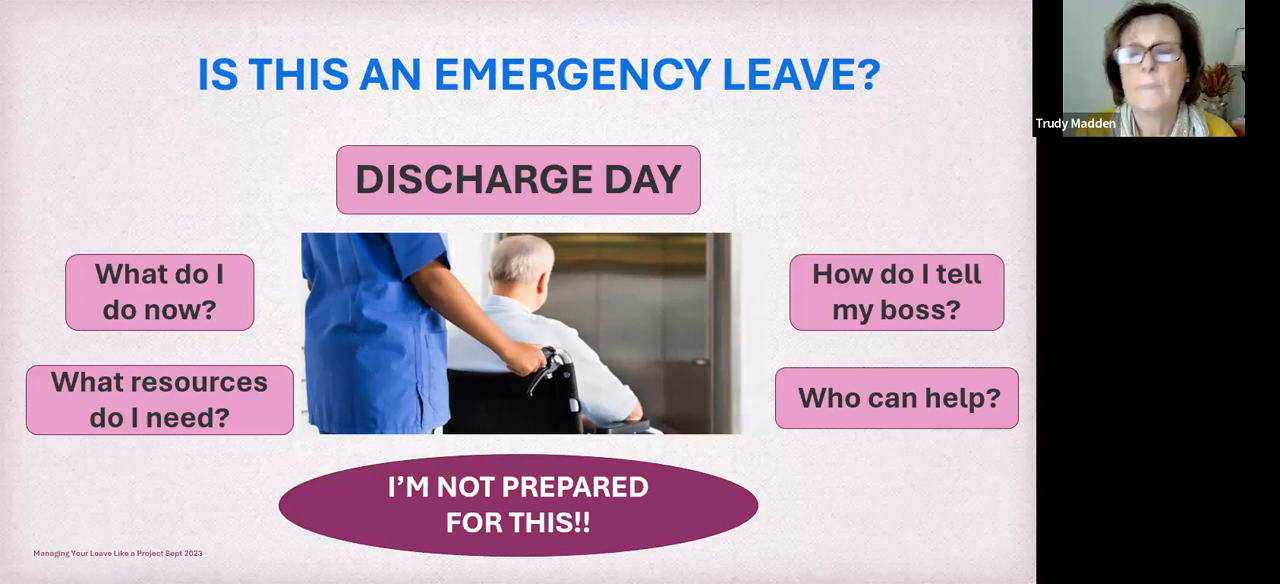 IS THIS AN EMERGENCY LEAVE?
Trudy Madden
DISCHARGE DAY
What do I
do now?
How do I tell
my boss?
What resources
do I need?
Who can help?
I’M NOT PREPARED
FOR THIS!!
Managing Your Leave Like a Project Sept 2023